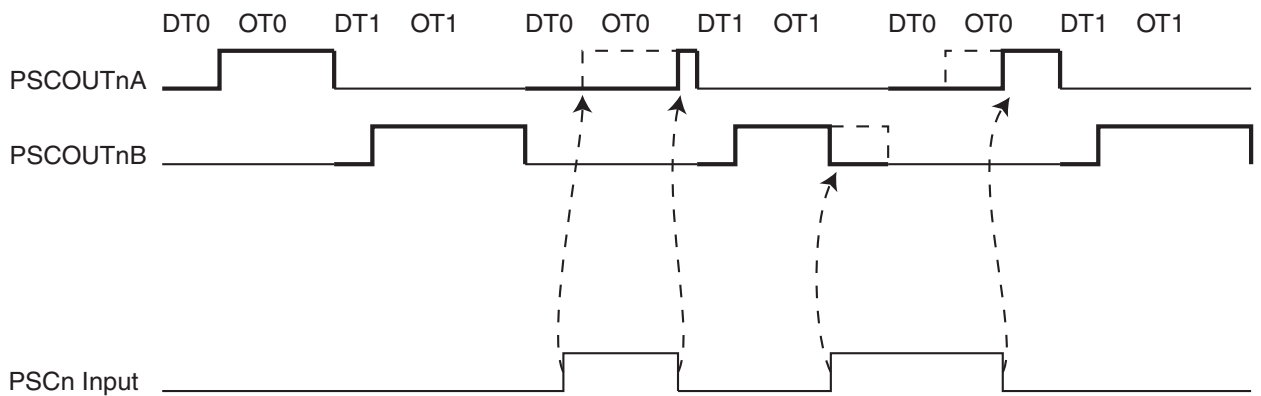 DT0 OT0 DT1 OT1 DT0 OT0 DT1 OT1 DT0 OT0 DT1 OT1
PSCOUTnA
PSCOUTnB
PSCn Input